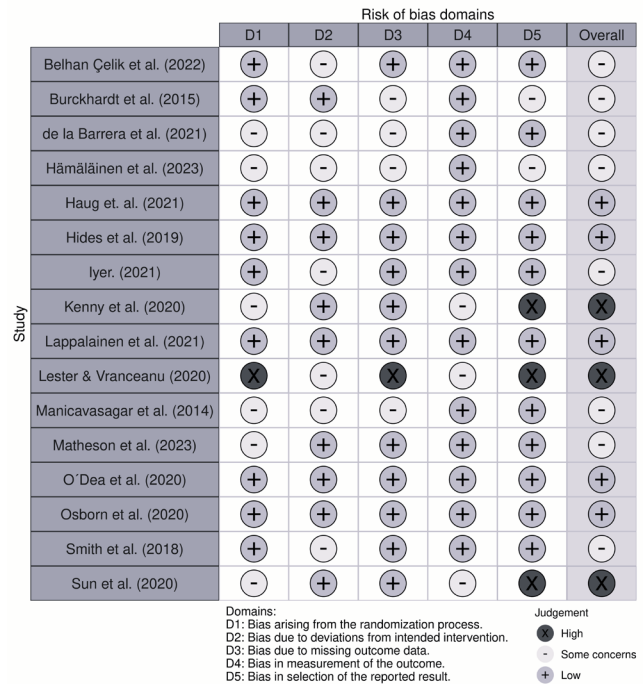 Risk of bias domains
D1 D2 D3 D4 D5 Overall
Belhan Çelik et al. (2022) + - + + + -
Burckhardt et al. (2015) + + - + - -
de la Barrera et al. (2021) - - - + + -
Hämäläinen et al. (2023) - - - + - -
Haug et. al. (2021) + + + + + +
Hides et al. (2019) + + + + + +
Iyer. (2021) + - + + + -
Kenny et al. (2020) - + + - X X
Lappalainen et al. (2021) + + + + + +
Lester & Vranceanu (2020) X - X - X X
Manicavasagar et al. (2014) - - - + + -
Matheson et al. (2023) - + + + + -
O´Dea et al. (2020) + + + + + +
Osborn et al. (2020) + + + + + +
Smith et al. (2018) + - + + + -
Sun et al. (2020) - + + - X X
Study
Domains:
D1: Bias arising from the randomization process.
D2: Bias due to deviations from intended intervention.
D3: Bias due to missing outcome data.
D4: Bias in measurement of the outcome.
D5: Bias in selection of the reported result.
Judgement
X High
- Some concerns
+ Low